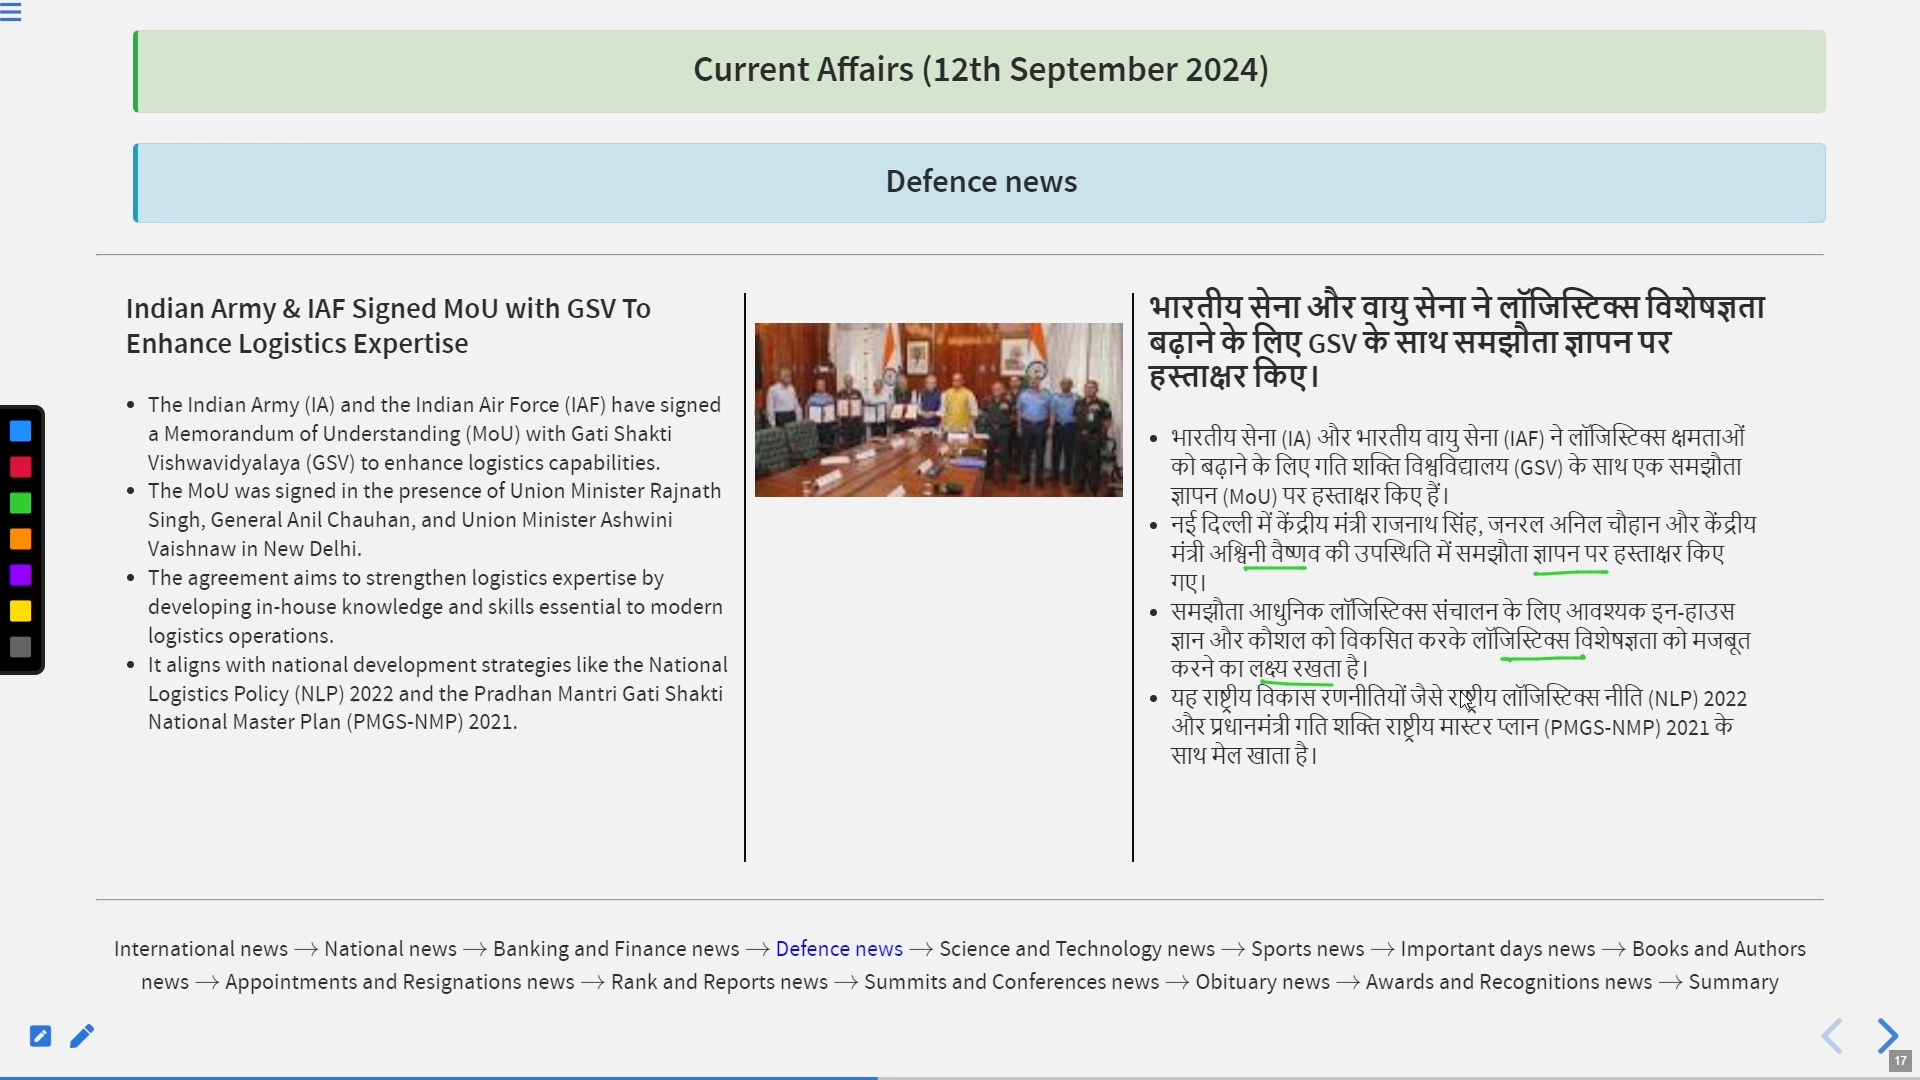 Current Affairs (12th September 2024)
Defence news
Indian Army & IAF Signed MoU with GSV To
Enhance Logistics Expertise
• The Indian Army (IA) and the Indian Air Force (IAF) have signed
a Memorandum of Understanding (MoU) with Gati Shakti
Vishwavidyalaya (GSV) to enhance logistics capabilities.
• The MoU was signed in the presence of Union Minister Rajnath
Singh, General Anil Chauhan, and Union Minister Ashwini
Vaishnaw in New Delhi.
• The agreement aims to strengthen logistics expertise by
developing in-house knowledge and skills essential to modern
logistics operations.
• It aligns with national development strategies like the National
Logistics Policy (NLP) 2022 and the Pradhan Mantri Gati Shakti
National Master Plan (PMGS-NMP) 2021.
भारतीय सेना और वायु सेना ने लॉजिस्टिक्स विशेषज्ञता
बढ़ाने के लिए GSV के साथ समझौता ज्ञापन पर
हस्ताक्षर किए।
• भारतीय सेना (IA) और भारतीय वायु सेना (IAF) ने लॉजिस्टिक्स क्षमताओं
को बढ़ाने के लिए गति शक्ति विश्वविद्यालय (GSV) के साथ एक समझौता
ज्ञापन (MoU) पर हस्ताक्षर किए हैं।
• नई दिल्ली में केंद्रीय मंत्री राजनाथ सिंह, जनरल अनिल चौहान और केंद्रीय
मंत्री अश्विनी वैष्णव की उपस्थिति में समझौता ज्ञापन पर हस्ताक्षर किए
गए।
• समझौता आधुनिक लॉजिस्टिक्स संचालन के लिए आवश्यक इन-हाउस
ज्ञान और कौशल को विकसित करके लॉजिस्टिक्स विशेषज्ञता को मजबूत
करने का लक्ष्य रखता है।
• यह राष्ट्रीय विकास रणनीतियों जैसे राष्ट्रीय लॉजिस्टिक्स नीति (NLP) 2022
और प्रधानमंत्री गति शक्ति राष्ट्रीय मास्टर प्लान (PMGS-NMP) 2021 के
साथ मेल खाता है।
International news → National news → Banking and Finance news → Defence news → Science and Technology news → Sports news → Important days news → Books and Authors
news → Appointments and Resignations news → Rank and Reports news → Summits and Conferences news → Obituary news → Awards and Recognitions news → Summary
17